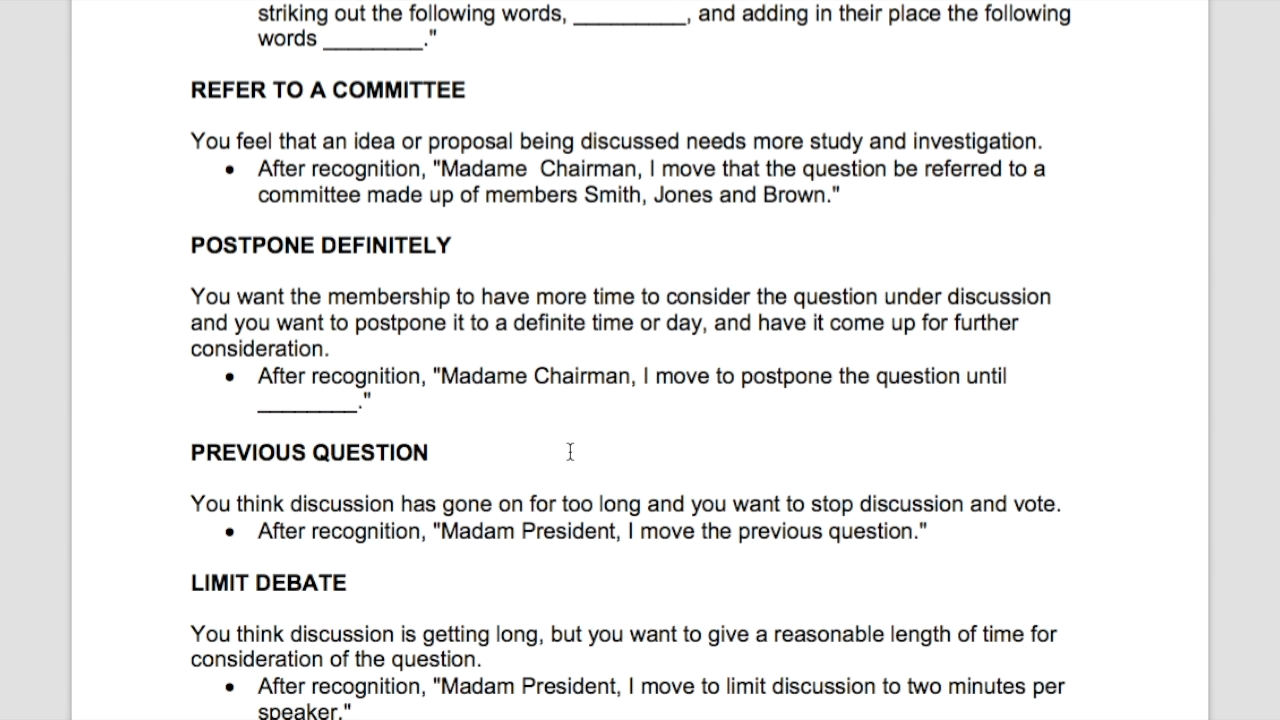 striking out the following words, _________, and adding in their place the following
words ________."
REFER TO A COMMITTEE
You feel that an idea or proposal being discussed needs more study and investigation.
• After recognition, "Madame  Chairman, I move that the question be referred to a
committee made up of members Smith, Jones and Brown."
POSTPONE DEFINITELY
You want the membership to have more time to consider the question under discussion
and you want to postpone it to a definite time or day, and have it come up for further
consideration.
• After recognition, "Madame Chairman, I move to postpone the question until
________."
PREVIOUS QUESTION
You think discussion has gone on for too long and you want to stop discussion and vote.
• After recognition, "Madam President, I move the previous question."
LIMIT DEBATE
You think discussion is getting long, but you want to give a reasonable length of time for
consideration of the question.
• After recognition, "Madam President, I move to limit discussion to two minutes per
speaker."